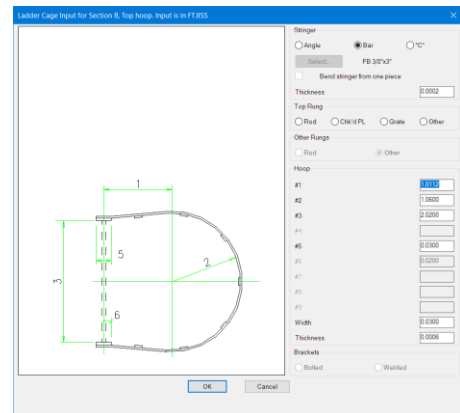 Ladder Cage Input for Section B, Top hoop. Input is in FT.IISS
Stringer
Angle Bar "C"
Select... FB 3/8"x3"
Bend stringer from one piece
Thickness 0.0002
Top Rung
Rod Chk'd PL Grate Other
Other Rungs
Rod Other
Hoop
#1 1.0112
#2 1.0600
#3 2.0200
#4
#5 0.0300
#6 0.0200
#7
#8
#9
Width 0.0300
Thickness 0.0006
Brackets
Bolted Welded
1
5
2
3
6
OK Cancel